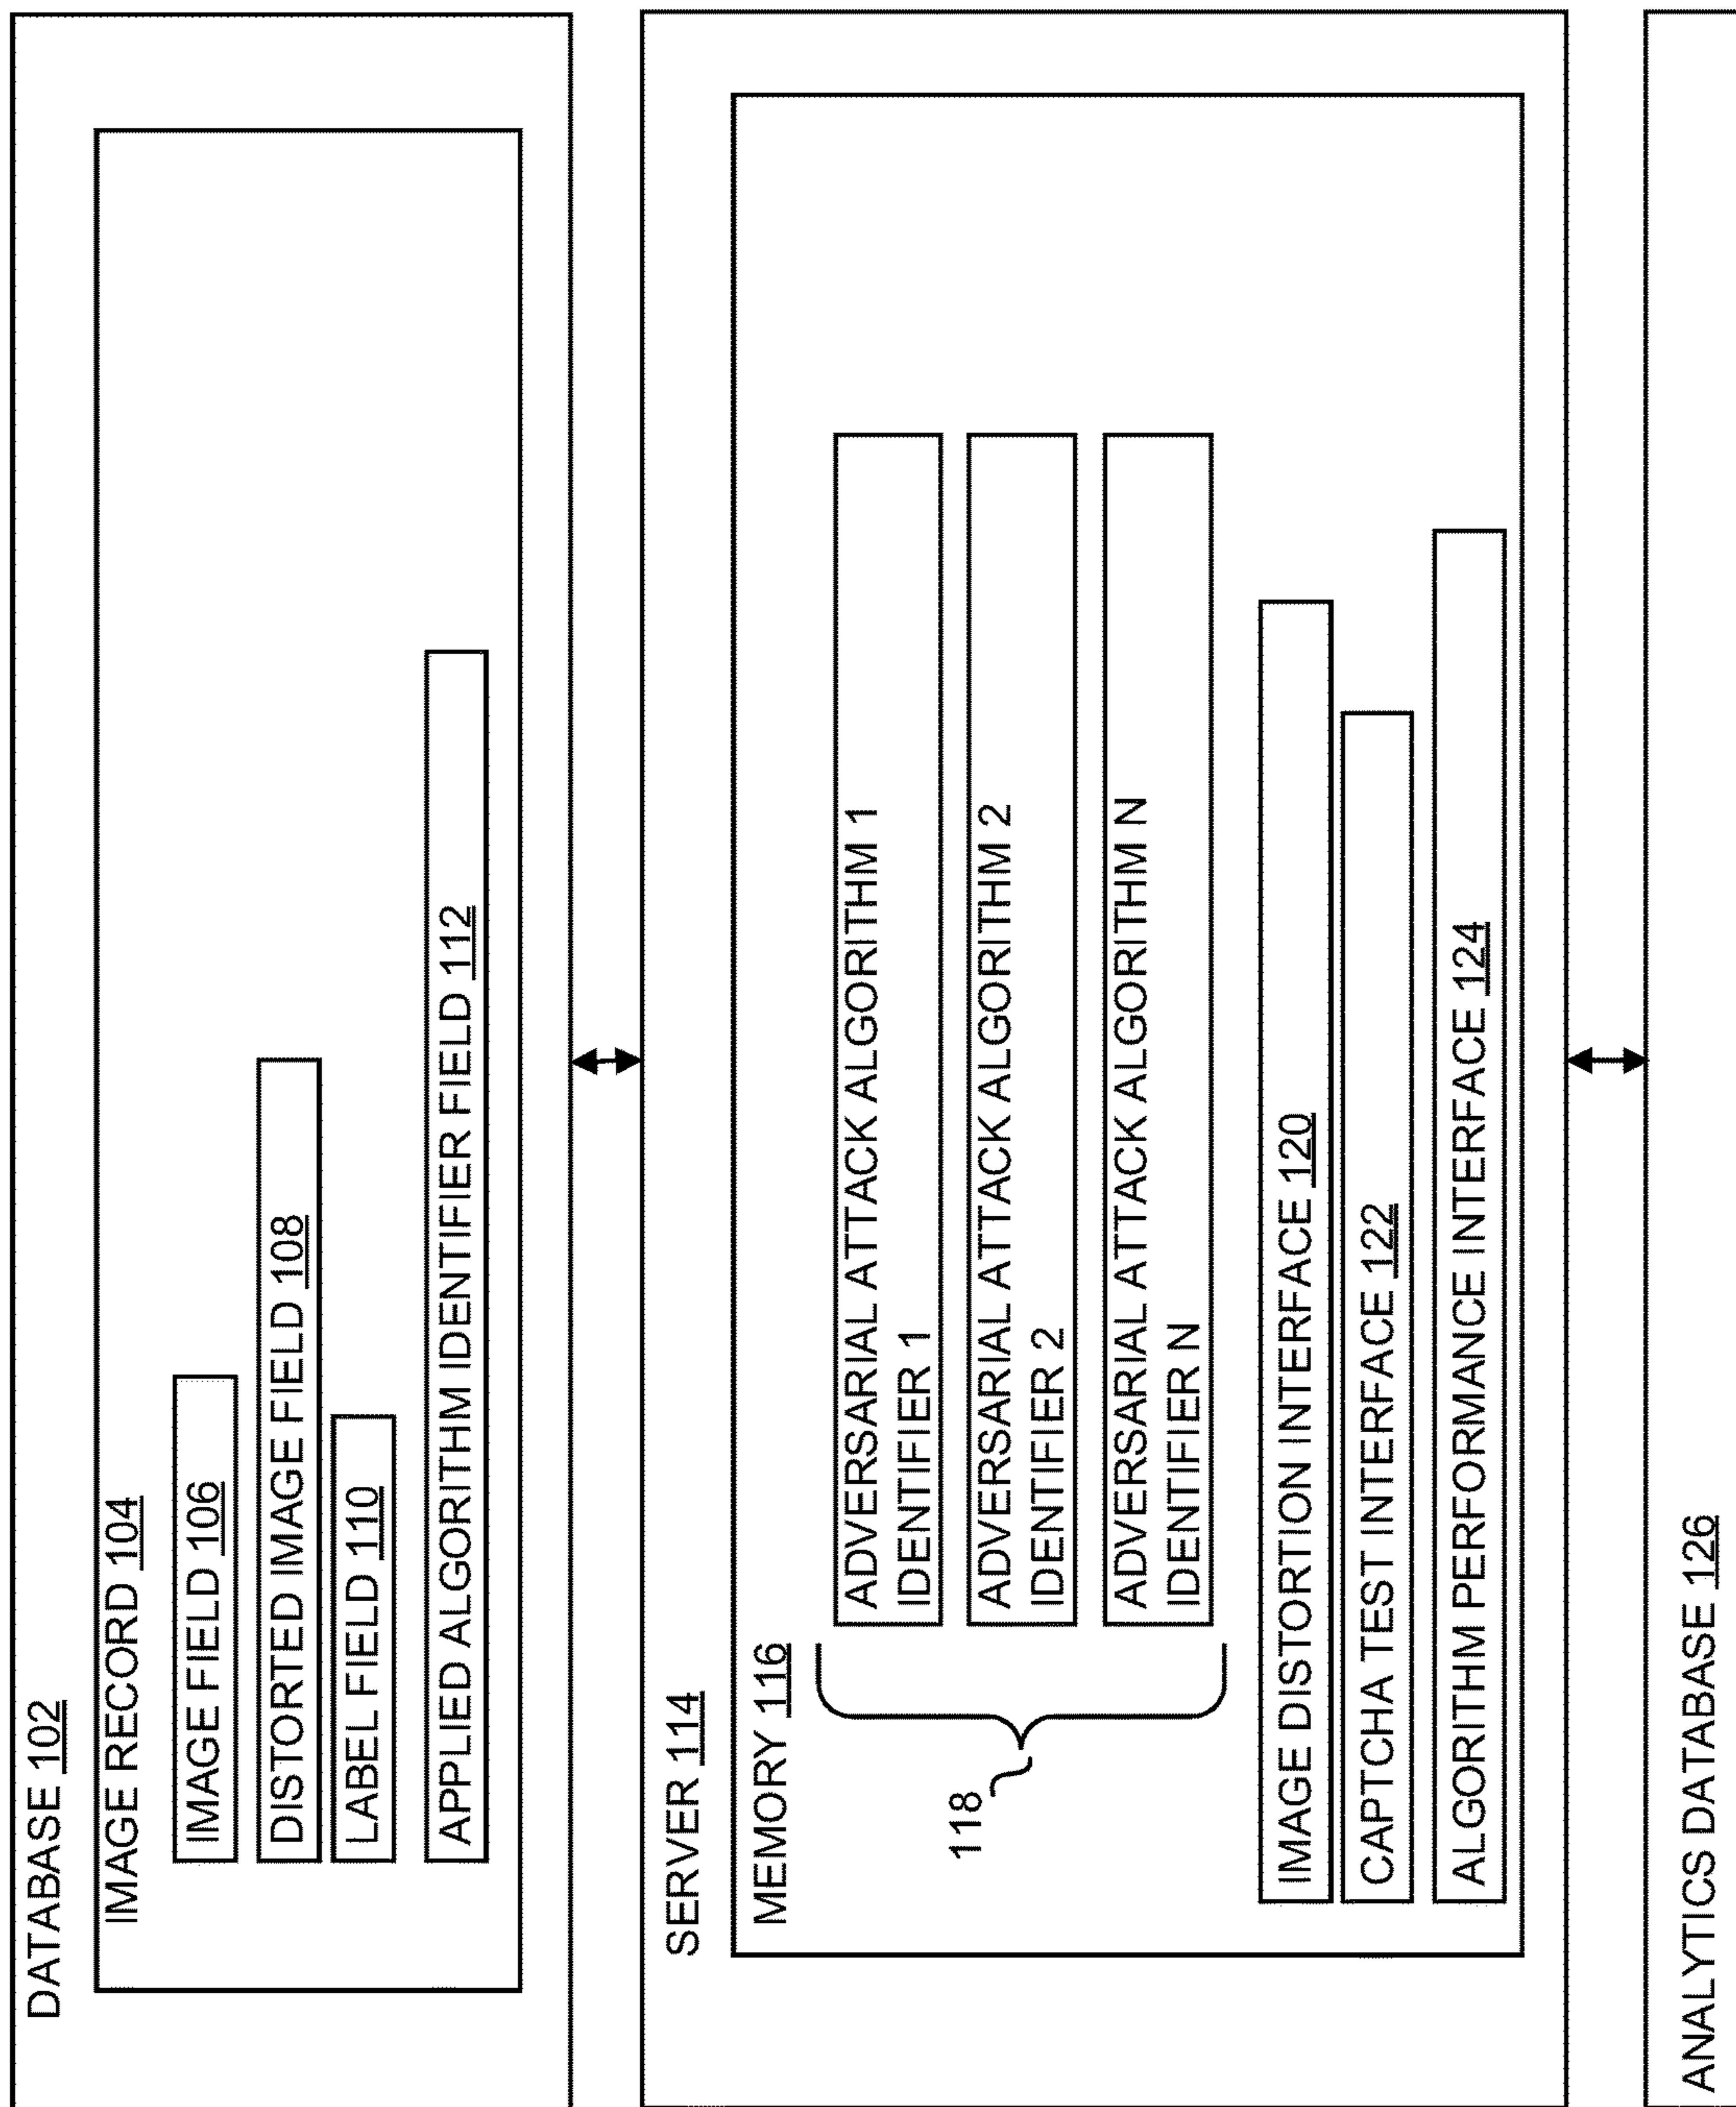 DATABASE 102
IMAGE RECORD 104
IMAGE FIELD 106
DISTORTED IMAGE FIELD 108
LABEL FIELD 110
APPLIED ALGORITHM IDENTIFIER FIELD 112
SERVER 114
MEMORY 116
118
ADVERSARIAL ATTACK ALGORITHM 1
IDENTIFIER 1
ADVERSARIAL ATTACK ALGORITHM 2
IDENTIFIER 2
ADVERSARIAL ATTACK ALGORITHM N
IDENTIFIER N
IMAGE DISTORTION INTERFACE 120
CAPTCHA TEST INTERFACE 122
ALGORITHM PERFORMANCE INTERFACE 124
ANALYTICS DATABASE 126